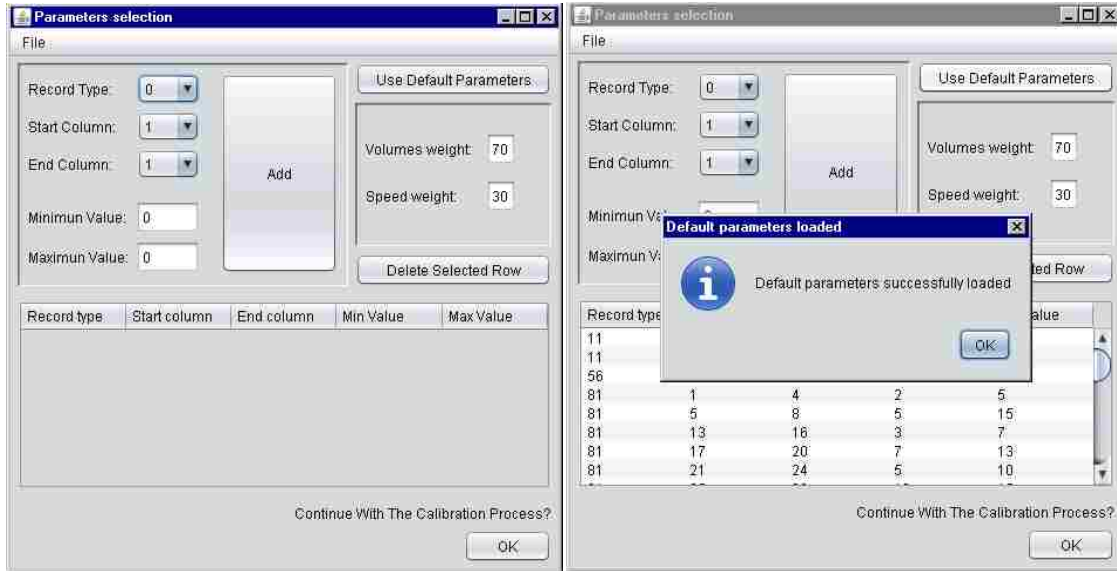 Parameters selection
File
Record Type: 0
Start Column: 1
End Column: 1
Minimun Value: 0
Maximun Value: 0
Add
Use Default Parameters
Volumes weight: 70
Speed weight: 30
Delete Selected Row
Record type Start column End column Min Value Max Value
Continue With The Calibration Process?
OK
Parameters selection
File
Record Type: 0
Start Column: 1
End Column: 1
Minimun
Maximun
Add
Use Default Parameters
Volumes weight: 70
Speed weight: 30
Row
Default parameters loaded
Default parameters successfully loaded
OK
Record type
11
11
56
81 1 4 2 5
81 5 8 5 15
81 13 16 3 7
81 17 20 7 13
81 21 24 5 10
Continue With The Calibration Process?
OK